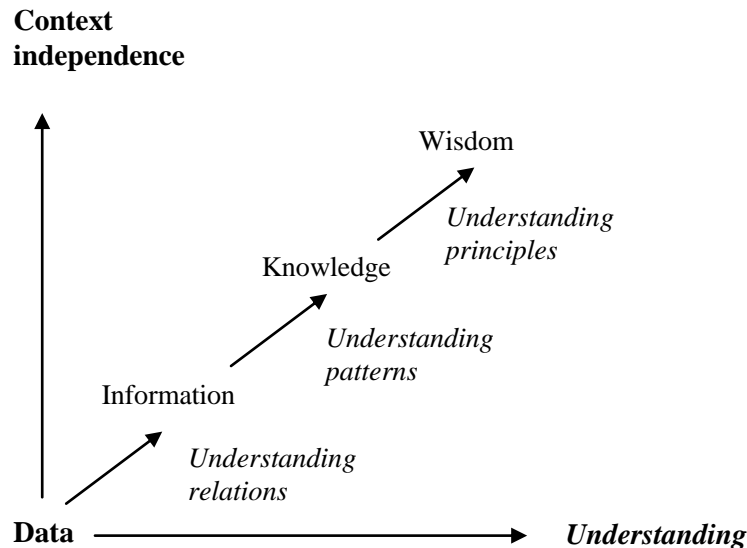 Context
independence
Wisdom
Understanding
principles
Knowledge
Understanding
patterns
Information
Understanding
relations
Data
Understanding